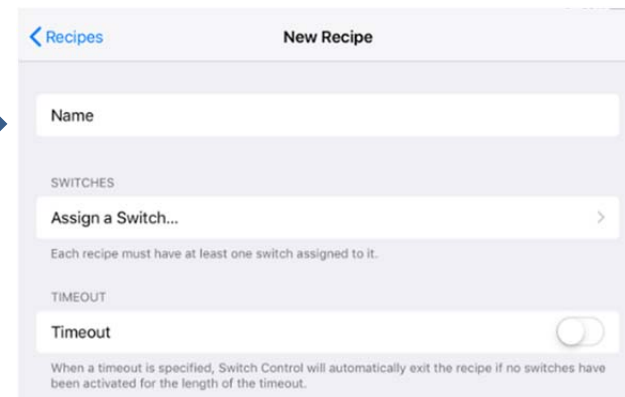 Recipes
New Recipe
Name
SWITCHES
Assign a Switch...
Each recipe must have at least one switch assigned to it.
TIMEOUT
Timeout
When a timeout is specified, Switch Control will automatically exit the recipe if no switches have
been activated for the length of the timeout.